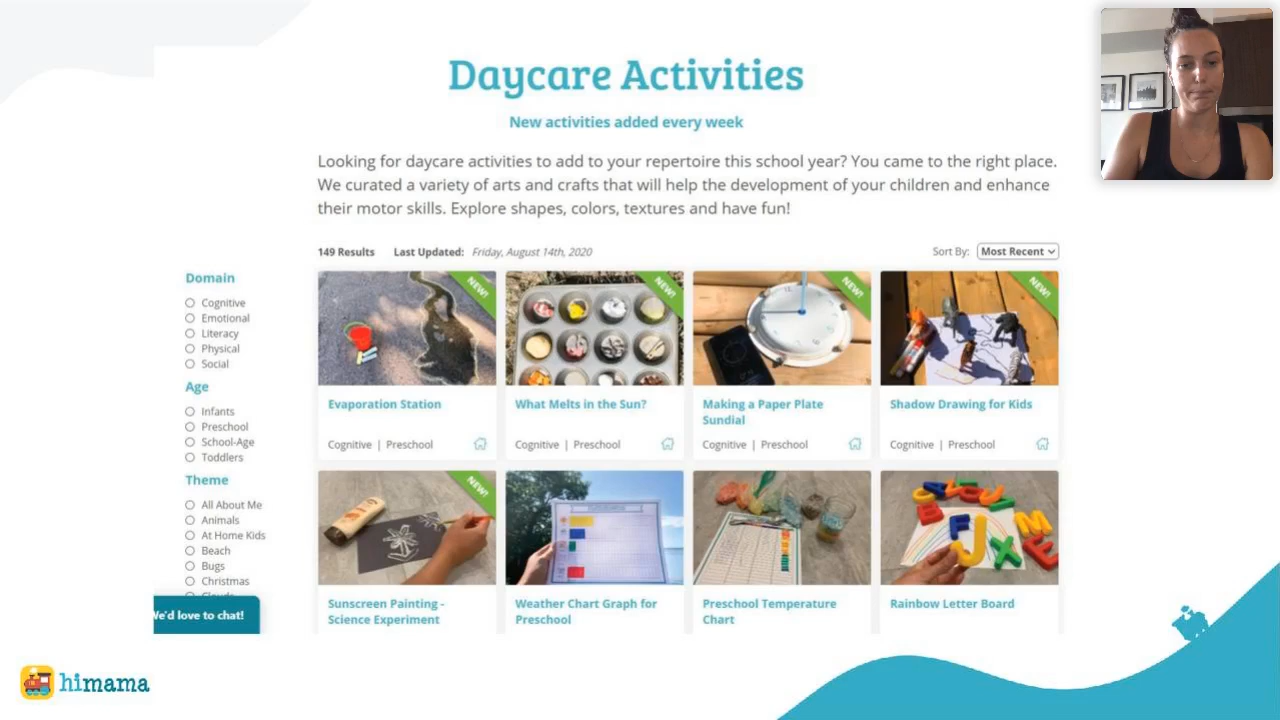 Daycare Activities
New activities added every week
Looking for daycare activities to add to your repertoire this school year? You came to the right place.
We curated a variety of arts and crafts that will help the development of your children and enhance
their motor skills. Explore shapes, colors, textures and have fun!
149 Results Last Updated: Friday, August 14th, 2020
Sort By: Most Recent
Domain
Cognitive
Emotional
Literacy
Physical
Social
Age
Infants
Preschool
School-Age
Toddlers
Theme
All About Me
Animals
At Home Kids
Beach
Bugs
Christmas
We'd love to chat!
NEW!
Evaporation Station
Cognitive | Preschool
NEW!
What Melts in the Sun?
Cognitive | Preschool
NEW!
Making a Paper Plate
Sundial
Cognitive | Preschool
NEW!
Shadow Drawing for Kids
Cognitive | Preschool
NEW!
Sunscreen Painting -
Science Experiment
Weather Chart Graph for
Preschool
Preschool Temperature
Chart
Rainbow Letter Board
himama